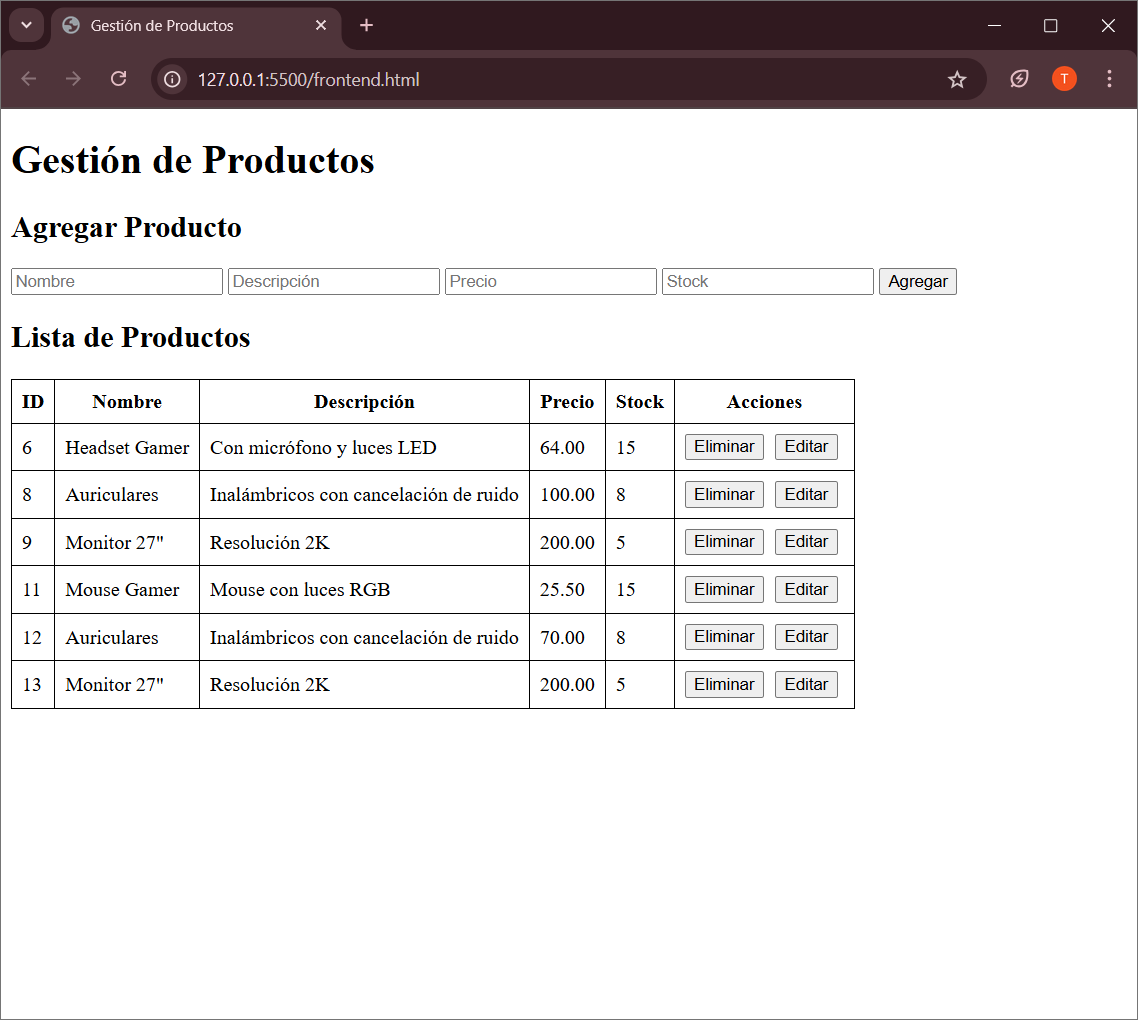 Gestión de Productos
127.0.0.1:5500/frontend.html
T
Gestión de Productos
Agregar Producto
Nombre Descripción Precio Stock Agregar
Lista de Productos
ID Nombre Descripción Precio Stock Acciones
6 Headset Gamer Con micrófono y luces LED 64.00 15 Eliminar Editar
8 Auriculares Inalámbricos con cancelación de ruido 100.00 8 Eliminar Editar
9 Monitor 27" Resolución 2K 200.00 5 Eliminar Editar
11 Mouse Gamer Mouse con luces RGB 25.50 15 Eliminar Editar
12 Auriculares Inalámbricos con cancelación de ruido 70.00 8 Eliminar Editar
13 Monitor 27" Resolución 2K 200.00 5 Eliminar Editar